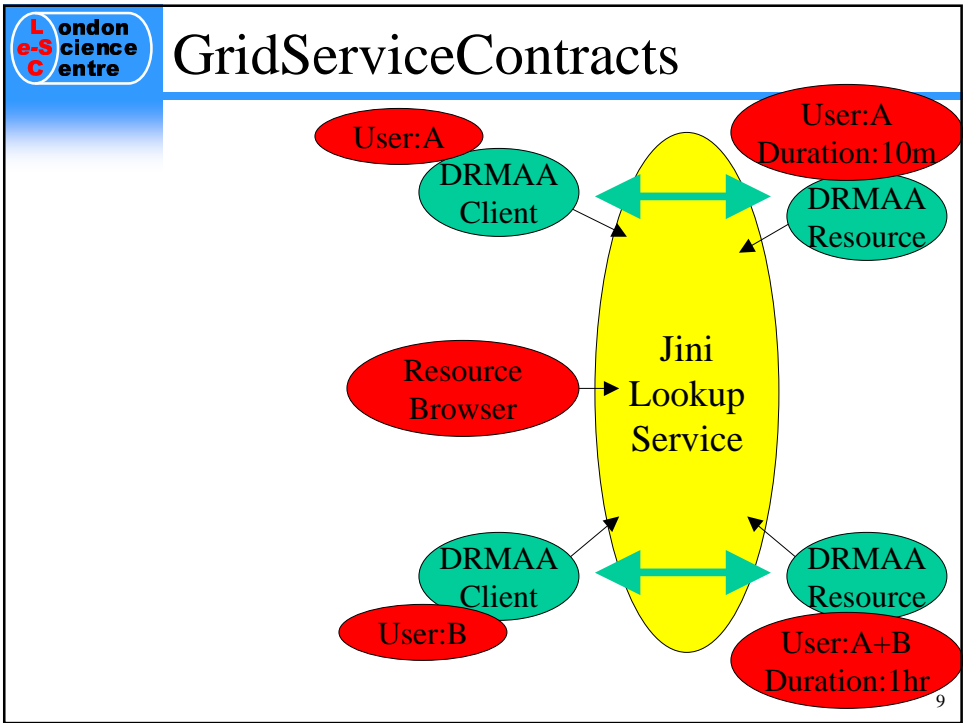 London
e-Science
Centre
GridServiceContracts
User:A
DRMAA
Client
User:A
Duration:10m
DRMAA
Resource
Resource
Browser
Jini
Lookup
Service
DRMAA
Client
User:B
DRMAA
Resource
User:A+B
Duration:1hr
9